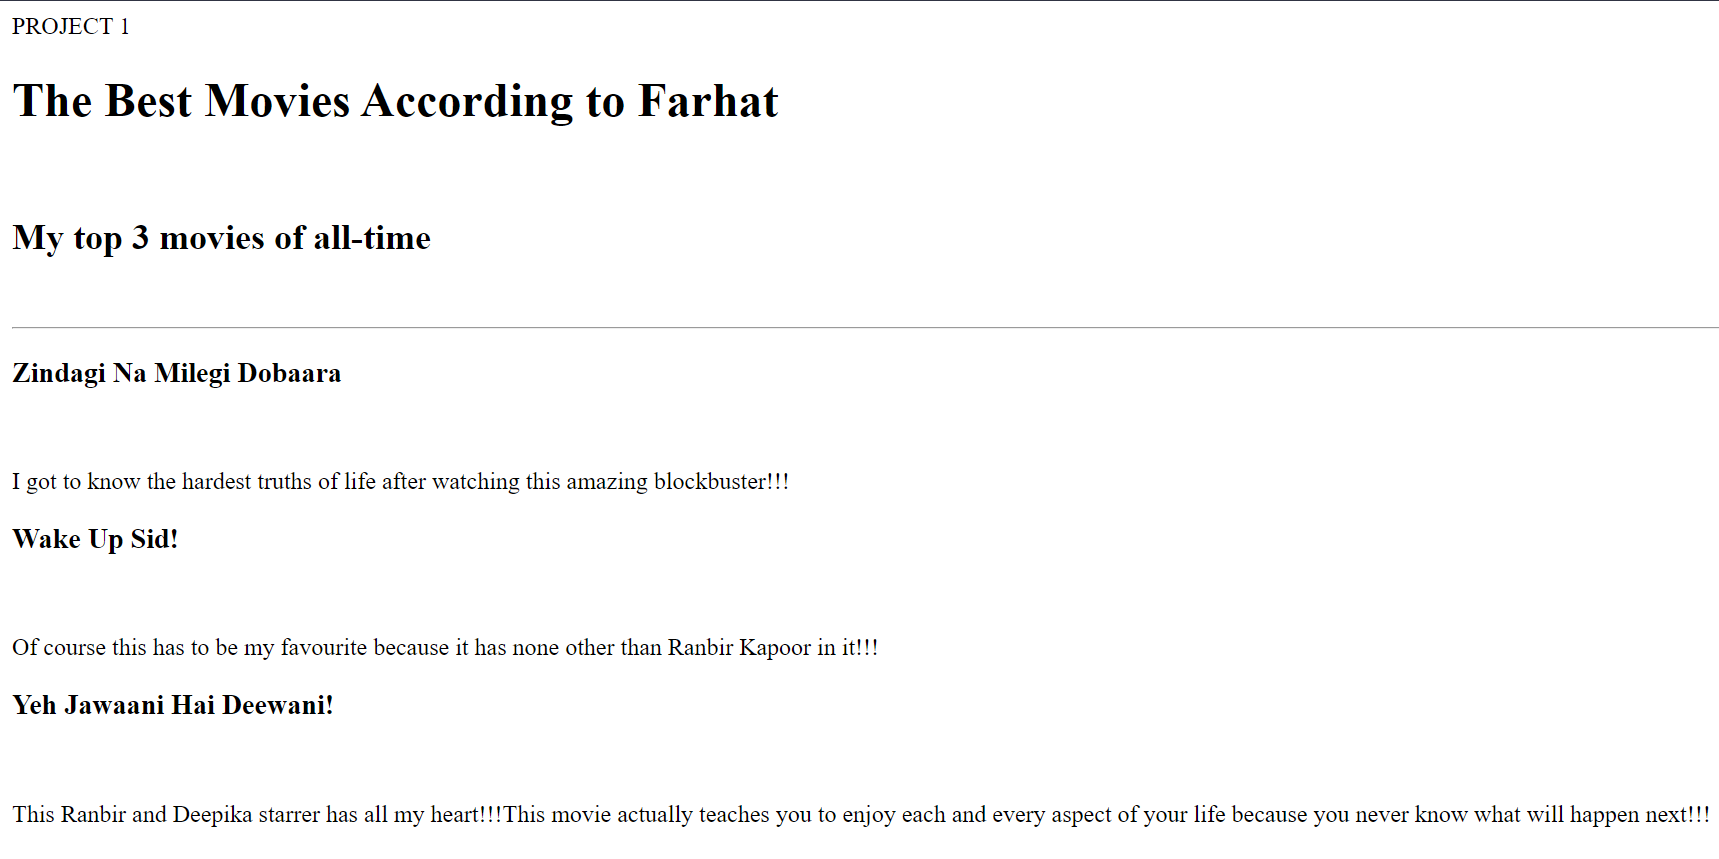 PROJECT 1
The Best Movies According to Farhat
My top 3 movies of all-time
Zindagi Na Milegi Dobaara
I got to know the hardest truths of life after watching this amazing blockbuster!!!
Wake Up Sid!
Of course this has to be my favourite because it has none other than Ranbir Kapoor in it!!!
Yeh Jawaani Hai Deewani!
This Ranbir and Deepika starrer has all my heart!!!This movie actually teaches you to enjoy each and every aspect of your life because you never know what will happen next!!!